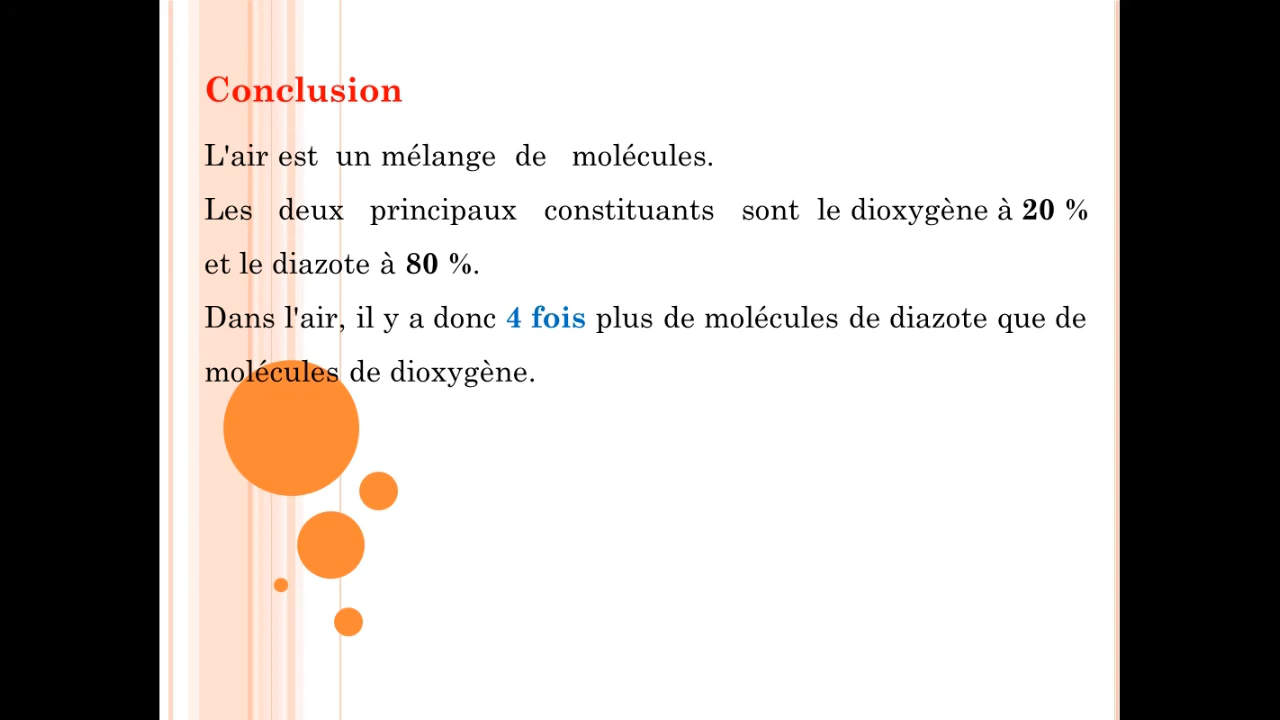 Conclusion
L'air est un mélange de molécules.
Les deux principaux constituants sont le dioxygène à 20 %
et le diazote à 80 %.
Dans l'air, il y a donc 4 fois plus de molécules de diazote que de
molécules de dioxygène.